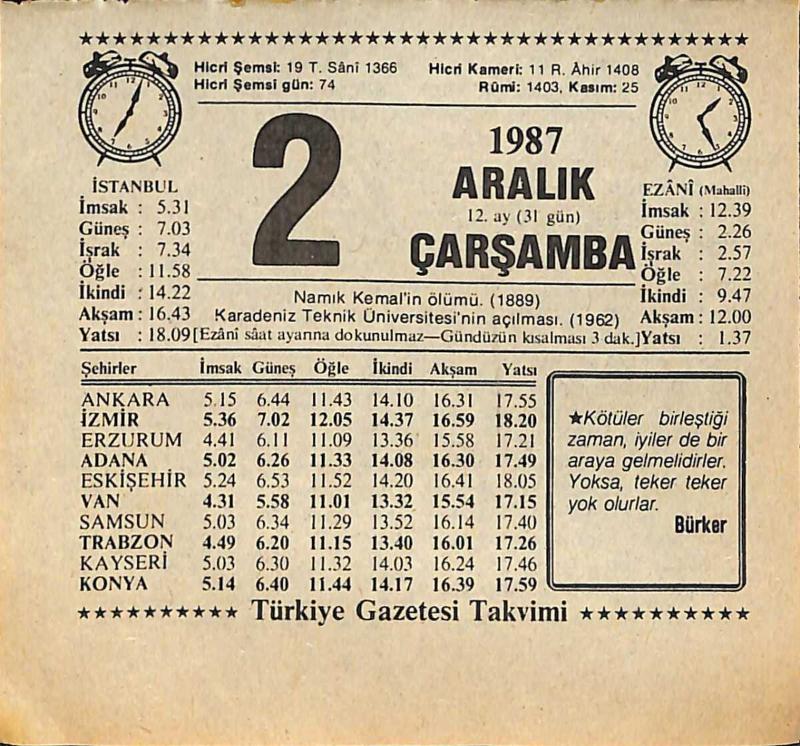 Hicrî Şemsî: 19 T. Sânî 1366
Hicrî Kamerî: 11 R. Âhir 1408
Hicrî Şemsî gün: 74
Rûmi: 1403, Kasım: 25
2
1987
ARALIK
12. ay (31 gün)
ÇARŞAMBA
İSTANBUL
İmsak : 5.31
Güneş : 7.03
İşrak : 7.34
Öğle : 11.58
İkindi : 14.22
Akşam : 16.43
Yatsı : 18.09
EZÂNÎ (Mahallî)
İmsak : 12.39
Güneş : 2.26
İşrak : 2.57
Öğle : 7.22
İkindi : 9.47
Akşam : 12.00
Yatsı : 1.37
Namık Kemal'in ölümü. (1889)
Karadeniz Teknik Üniversitesi'nin açılması. (1962)
[Ezânî sâat ayarına dokunulmaz—Gündüzün kısalması 3 dak.]
Şehirler İmsak Güneş Öğle İkindi Akşam Yatsı
ANKARA 5.15 6.44 11.43 14.10 16.31 17.55
İZMİR 5.36 7.02 12.05 14.37 16.59 18.20
ERZURUM 4.41 6.11 11.09 13.36 15.58 17.21
ADANA 5.02 6.26 11.33 14.08 16.30 17.49
ESKİŞEHİR 5.24 6.53 11.52 14.20 16.41 18.05
VAN 4.31 5.58 11.01 13.32 15.54 17.15
SAMSUN 5.03 6.34 11.29 13.52 16.14 17.40
TRABZON 4.49 6.20 11.15 13.40 16.01 17.26
KAYSERİ 5.03 6.30 11.32 14.03 16.24 17.46
KONYA 5.14 6.40 11.44 14.17 16.39 17.59
★Kötüler birleştiği
zaman, iyiler de bir
araya gelmelidirler.
Yoksa, teker teker
yok olurlar.
Bürker
Türkiye Gazetesi Takvimi